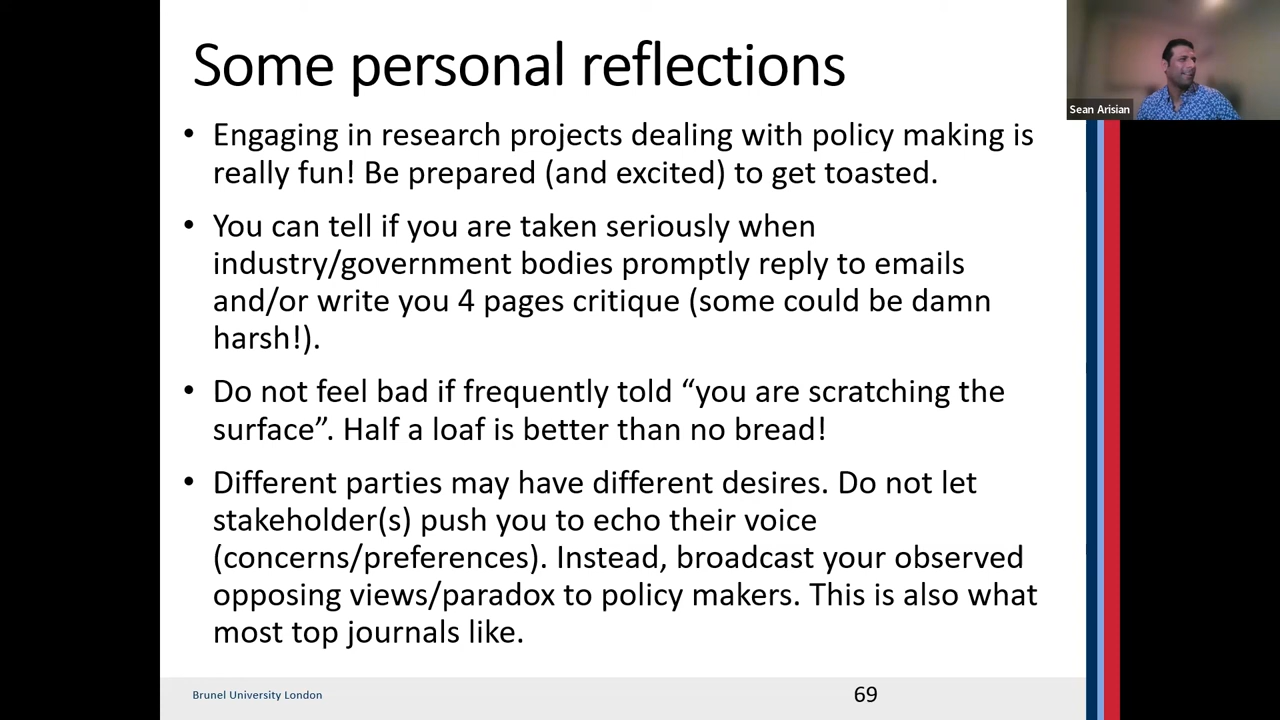 Some personal reflections
Sean Arisian
• Engaging in research projects dealing with policy making is
really fun! Be prepared (and excited) to get toasted.
• You can tell if you are taken seriously when
industry/government bodies promptly reply to emails
and/or write you 4 pages critique (some could be damn
harsh!).
• Do not feel bad if frequently told “you are scratching the
surface”. Half a loaf is better than no bread!
• Different parties may have different desires. Do not let
stakeholder(s) push you to echo their voice
(concerns/preferences). Instead, broadcast your observed
opposing views/paradox to policy makers. This is also what
most top journals like.
Brunel University London
69